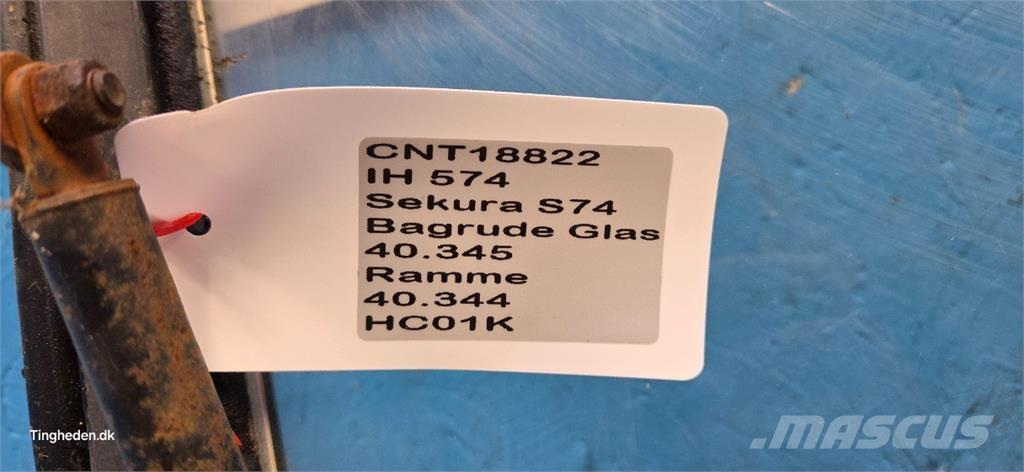 CNT18822
IH 574
Sekura S74
Bagrude Glas
40.345
Ramme
40.344
HC01K
Tingheden.dk
MASCUS